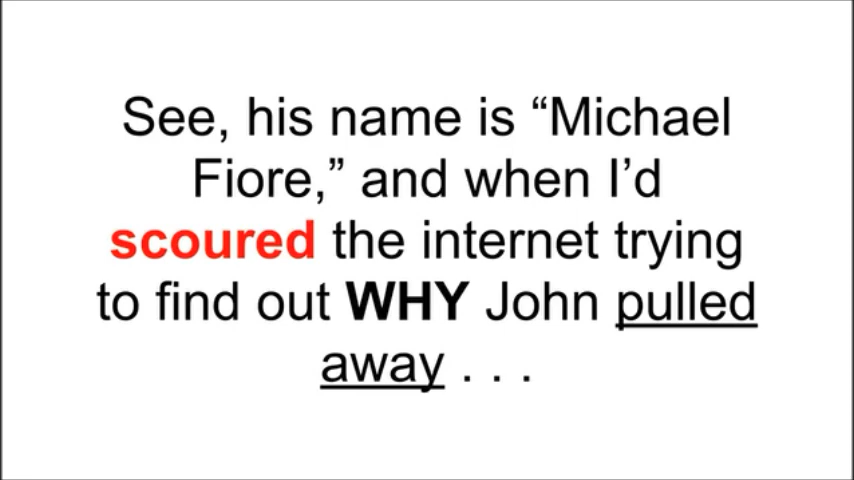 See, his name is “Michael
Fiore,” and when I’d
scoured the internet trying
to find out WHY John pulled
away . . .